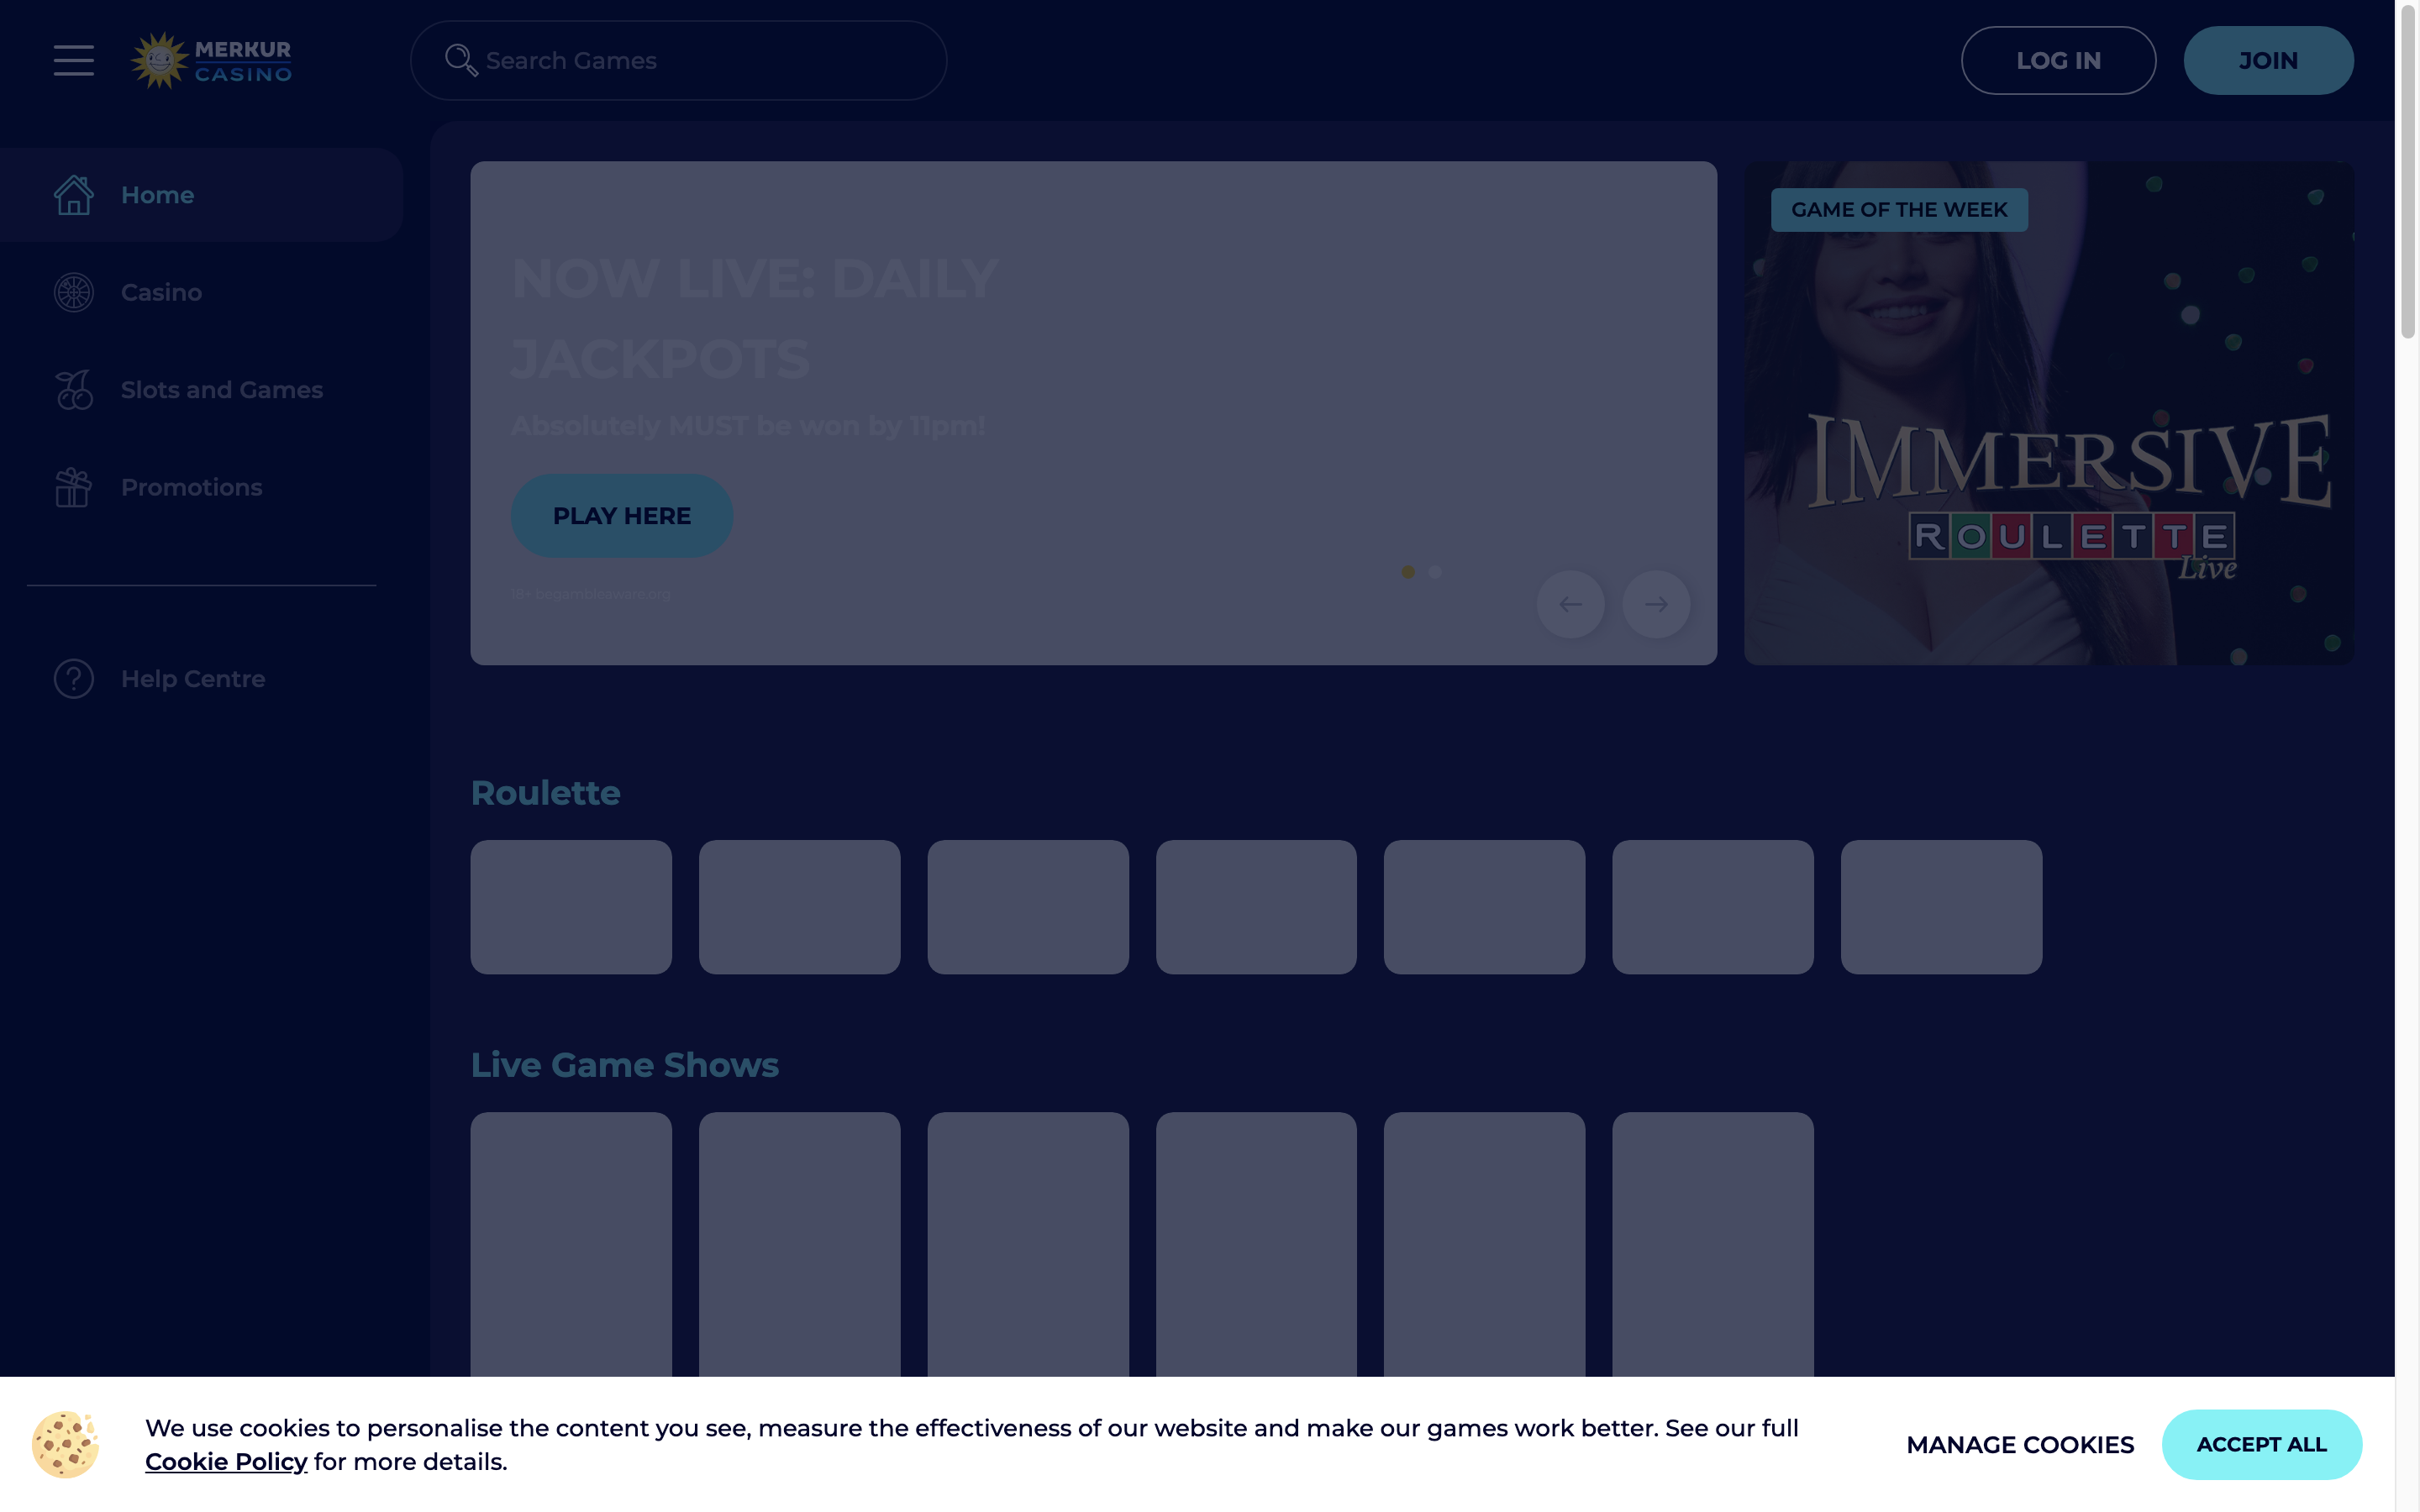 MERKUR
CASINO
Search Games
LOG IN
JOIN
Home
Casino
Slots and Games
Promotions
Help Centre
NOW LIVE: DAILY
JACKPOTS
Absolutely MUST be won by 11pm!
PLAY HERE
18+ begambleaware.org
GAME OF THE WEEK
IMMERSIVE
ROULETTE
Live
Roulette
Live Game Shows
We use cookies to personalise the content you see, measure the effectiveness of our website and make our games work better. See our full
Cookie Policy for more details.
MANAGE COOKIES
ACCEPT ALL